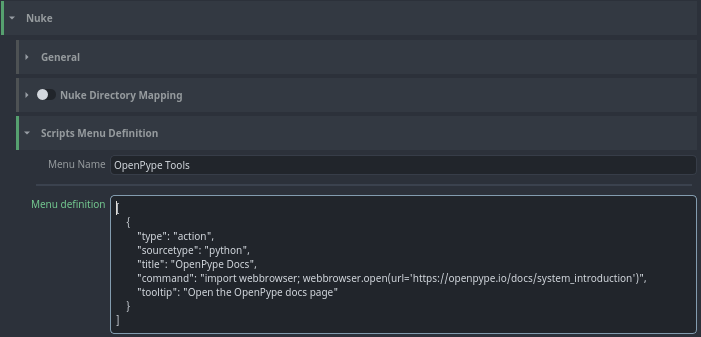 Nuke
General
Nuke Directory Mapping
Scripts Menu Definition
Menu Name OpenPype Tools
Menu definition
[
{
"type": "action",
"sourcetype": "python",
"title": "OpenPype Docs",
"command": "import webbrowser; webbrowser.open(url='https://openpype.io/docs/system_introduction')",
"tooltip": "Open the OpenPype docs page"
}
]